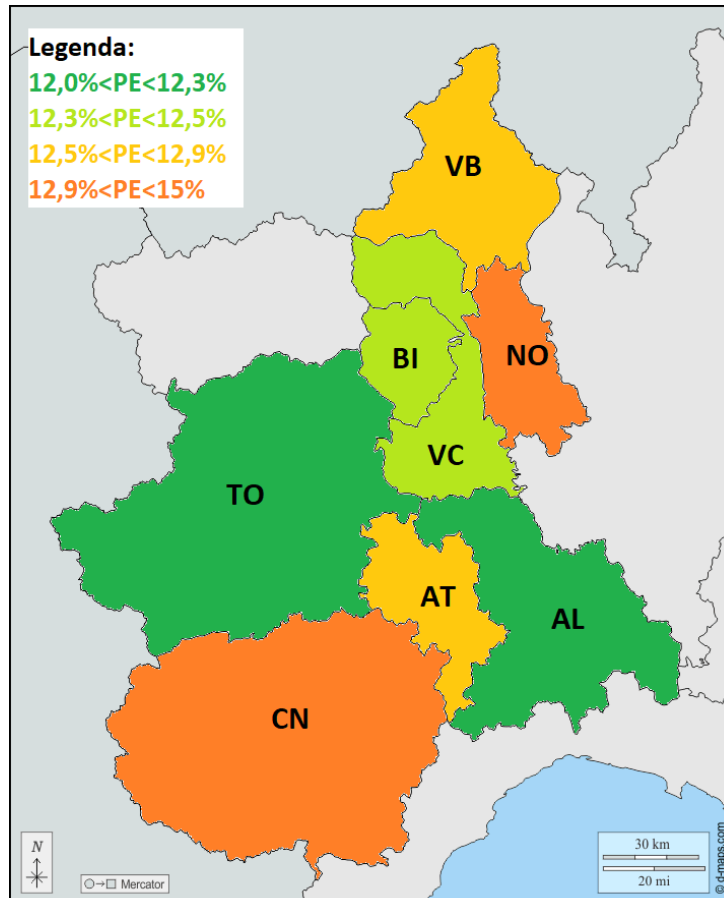 Legenda:
12,0%<PE<12,3%
12,3%<PE<12,5%
12,5%<PE<12,9%
12,9%<PE<15%
VB
BI
NO
VC
TO
AT
AL
CN
N
Mercator
30 km
20 mi
© d-maps.com